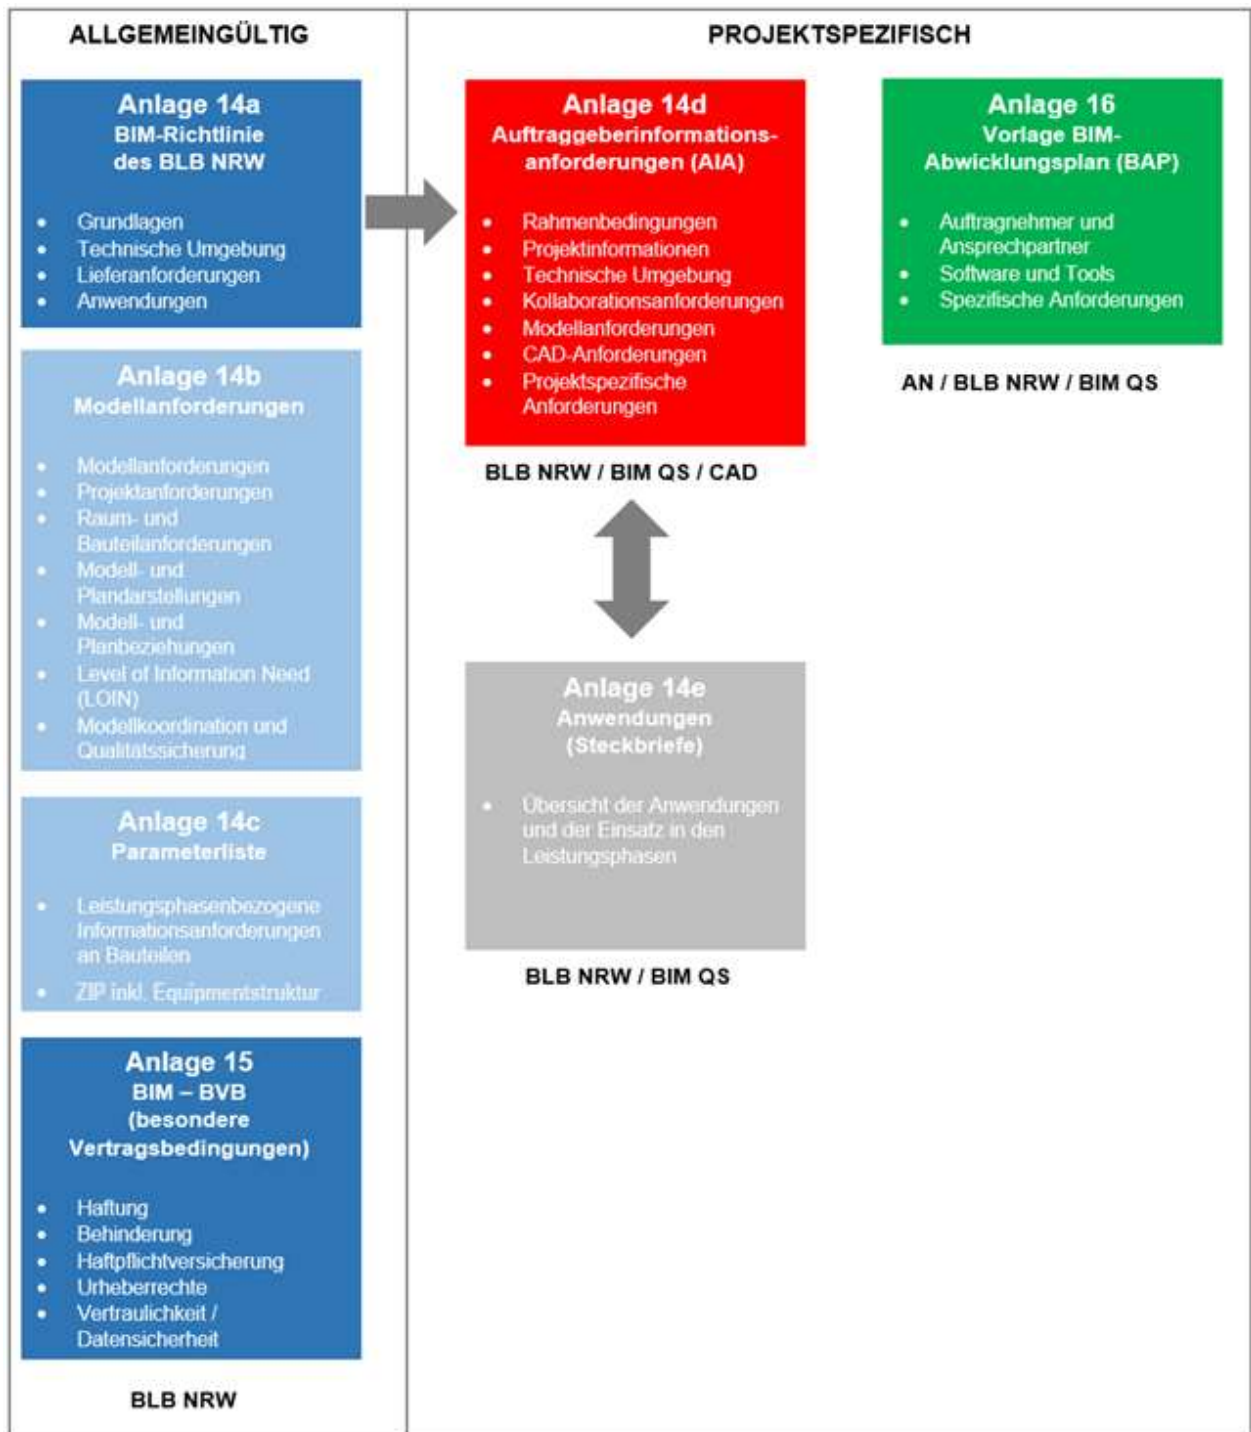 ALLGEMEINGÜLTIG
Anlage 14a
BIM-Richtlinie
des BLB NRW
• Grundlagen
• Technische Umgebung
• Lieferanforderungen
• Anwendungen
Anlage 14b
Modellanforderungen
• Modellanforderungen
• Projektanforderungen
• Raum- und
Bauteilanforderungen
• Modell- und
Plandarstellungen
• Modell- und
Planbeziehungen
• Level of Information Need
(LOIN)
• Modellkoordination und
Qualitätssicherung
Anlage 14c
Parameterliste
• Leistungsphasenbezogene
Informationsanforderungen
an Bauteilen
• ZIP inkl. Equipmentstruktur
Anlage 15
BIM – BVB
(besondere
Vertragsbedingungen)
• Haftung
• Behinderung
• Haftpflichtversicherung
• Urheberrechte
• Vertraulichkeit /
Datensicherheit
BLB NRW
PROJEKTSPEZIFISCH
Anlage 14d
Auftraggeberinformations-
anforderungen (AIA)
• Rahmenbedingungen
• Projektinformationen
• Technische Umgebung
• Kollaborationsanforderungen
• Modellanforderungen
• CAD-Anforderungen
• Projektspezifische
Anforderungen
BLB NRW / BIM QS / CAD
Anlage 14e
Anwendungen
(Steckbriefe)
• Übersicht der Anwendungen
und der Einsatz in den
Leistungsphasen
BLB NRW / BIM QS
Anlage 16
Vorlage BIM-
Abwicklungsplan (BAP)
• Auftragnehmer und
Ansprechpartner
• Software und Tools
• Spezifische Anforderungen
AN / BLB NRW / BIM QS